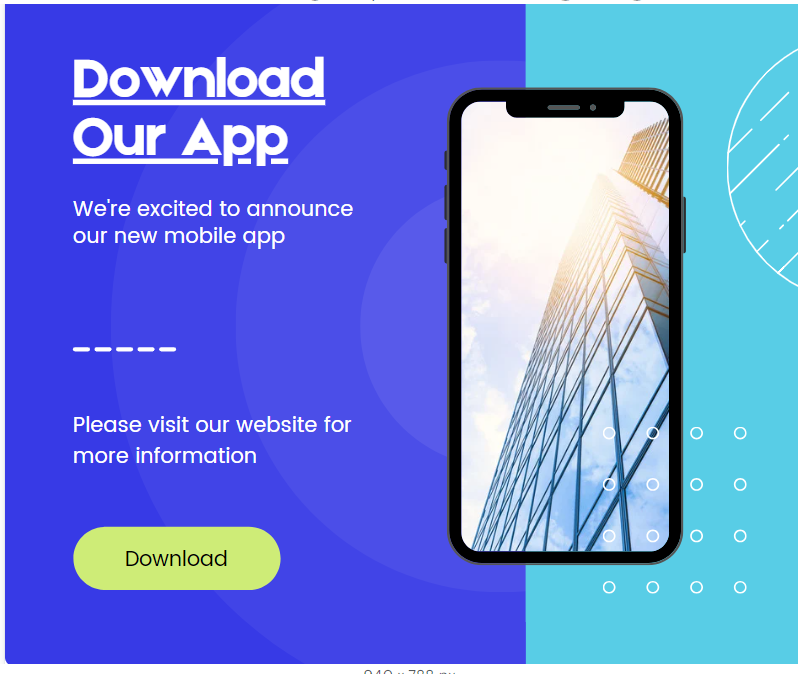 Download
Our App
We're excited to announce
our new mobile app
Please visit our website for
more information
Download